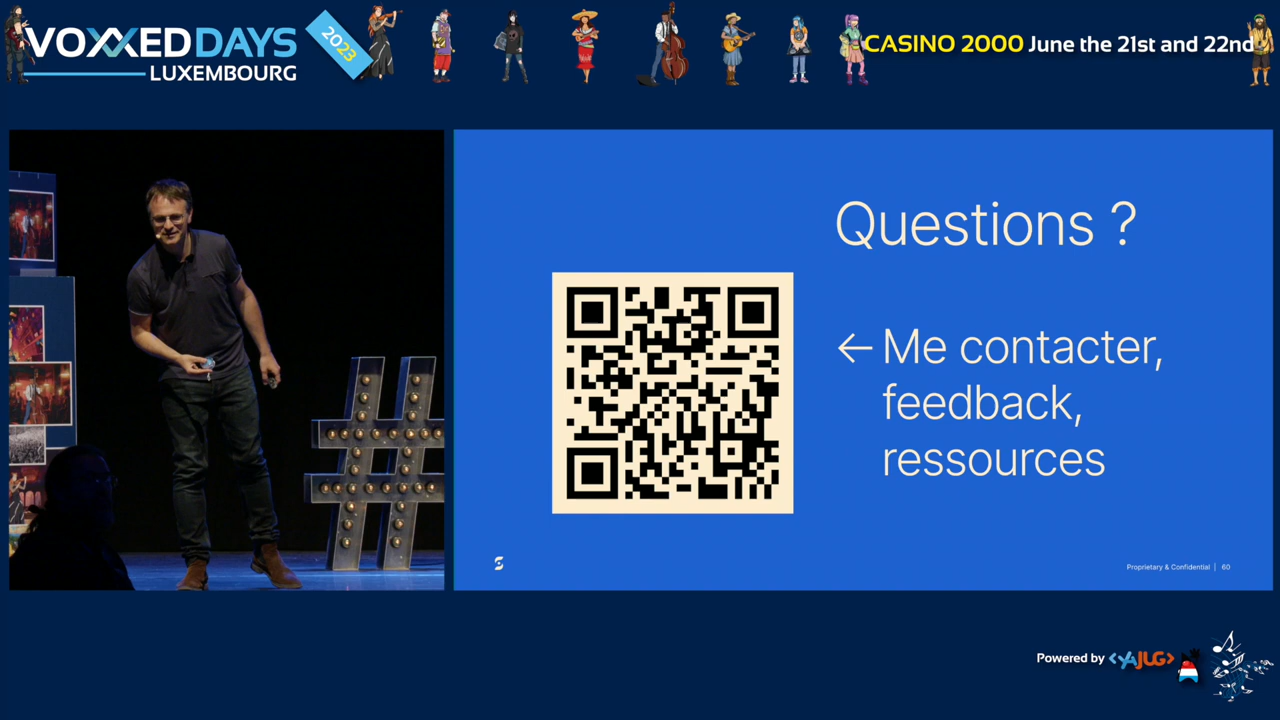 VOXXED DAYS
LUXEMBOURG
2023
CASINO 2000 June the 21st and 22nd
Questions ?
← Me contacter,
feedback,
ressources
Proprietary & Confidential | 60
Powered by <YAJUG>